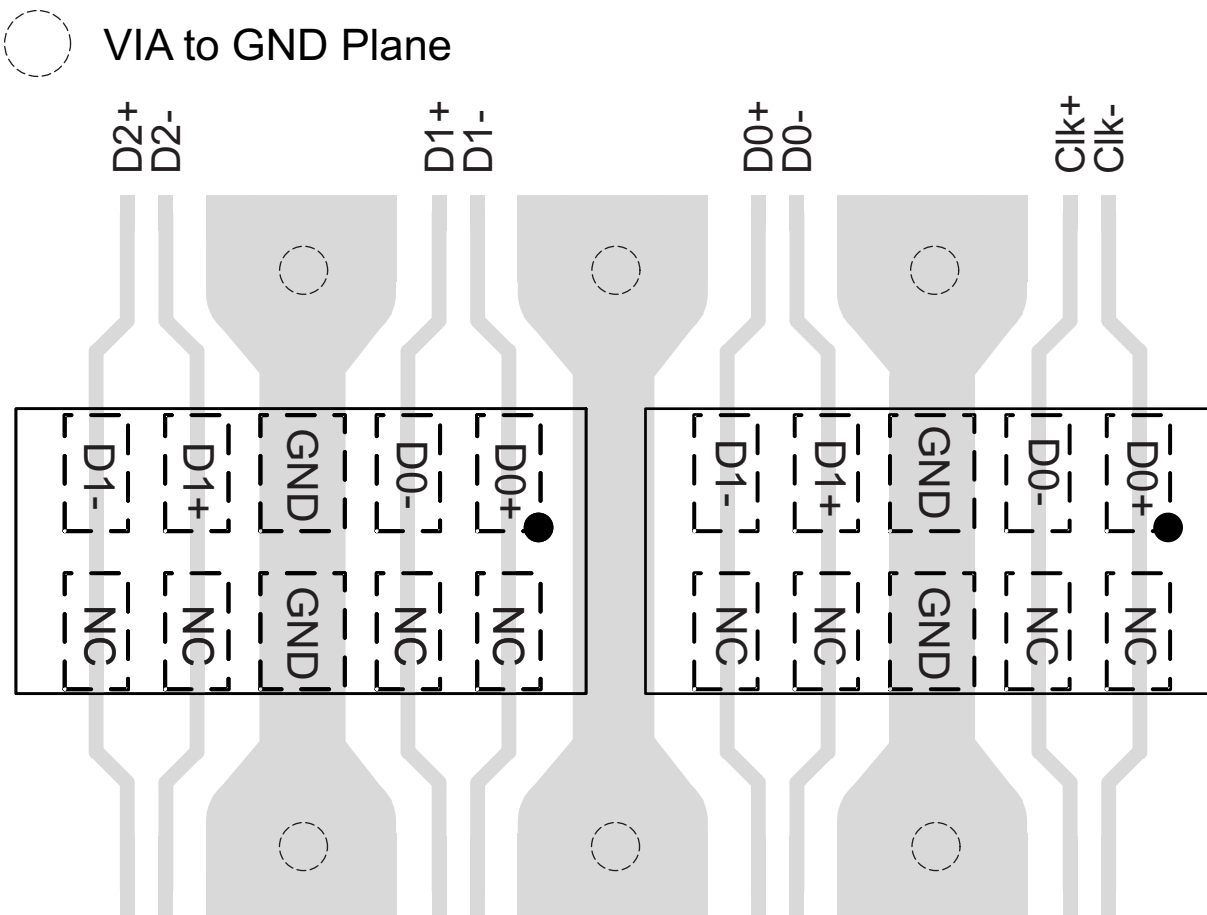 VIA to GND Plane
D2+
D2-
D1+
D1-
D0+
D0-
Clk+
Clk-
D1-
D1+
GND
D0-
D0+
D1-
D1+
GND
D0-
D0+
NC
NC
GND
NC
NC
NC
NC
GND
NC
NC